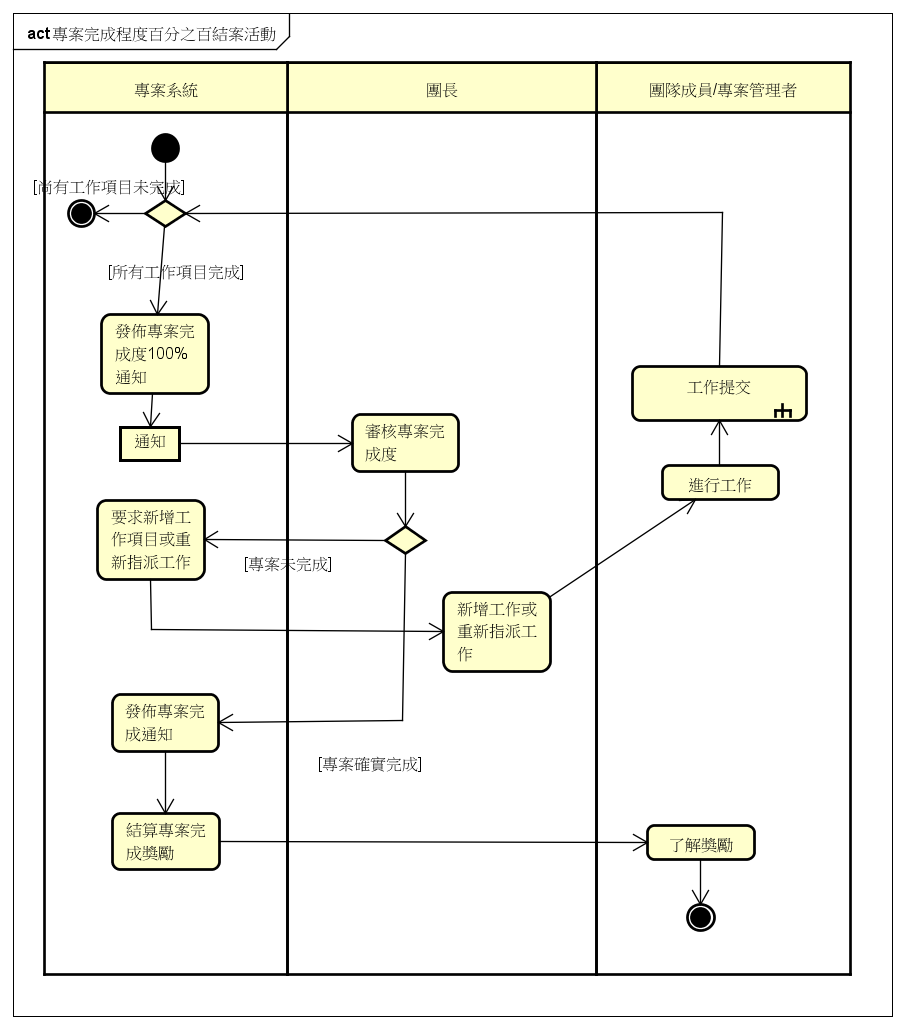 act 專案完成程度百分之百結案活動
專案系統
團長
團隊成員/專案管理者
[尚有工作項目未完成]
[所有工作項目完成]
發佈專案完
成度100%
通知
通知
審核專案完
成度
工作提交
進行工作
要求新增工
作項目或重
新指派工作
[專案未完成]
新增工作或
重新指派工
作
發佈專案完
成通知
[專案確實完成]
結算專案完
成獎勵
了解獎勵